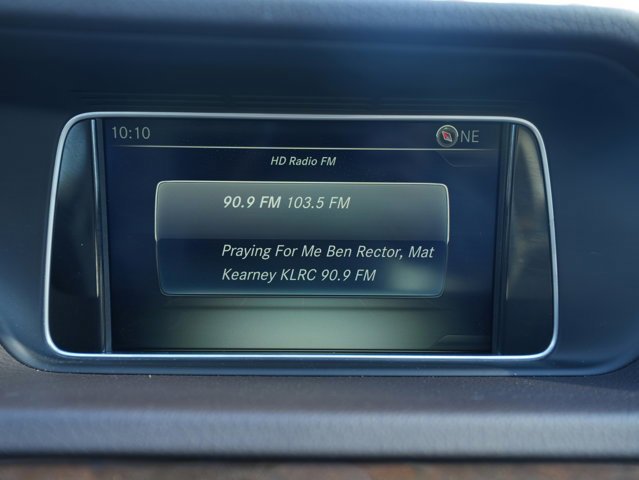 10:10 NE
HD Radio FM
90.9 FM 103.5 FM
Praying For Me Ben Rector, Mat
Kearney KLRC 90.9 FM